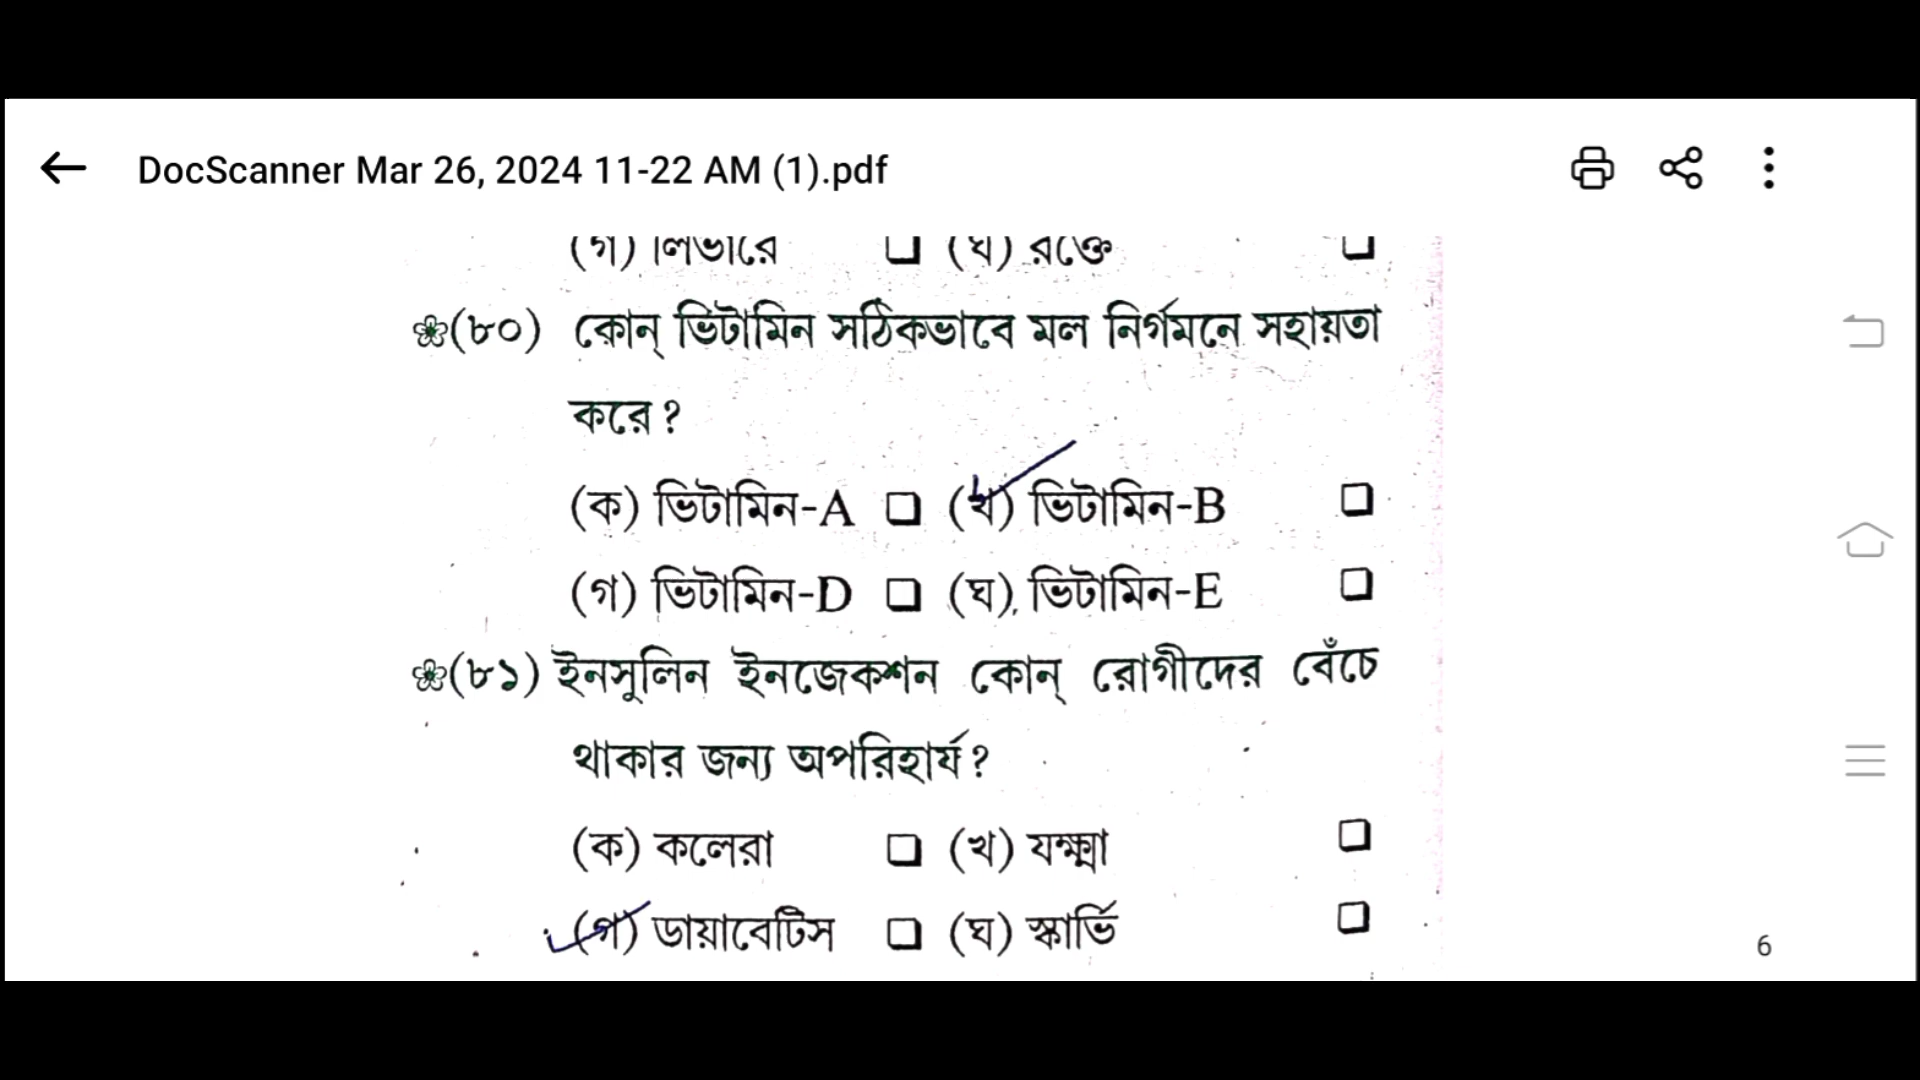 DocScanner Mar 26, 2024 11-22 AM (1).pdf
(গ) লিভারে (ঘ) রক্তে
(৮০) কোন্ ভিটামিন সঠিকভাবে মল নির্গমনে সহায়তা
করে?
(ক) ভিটামিন-A (খ) ভিটামিন-B
(গ) ভিটামিন-D (ঘ) ভিটামিন-E
(৮১) ইনসুলিন ইনজেকশন কোন্ রোগীদের বেঁচে
থাকার জন্য অপরিহার্য?
(ক) কলেরা (খ) যক্ষ্মা
(গ) ডায়াবেটিস (ঘ) স্কার্ভি
6